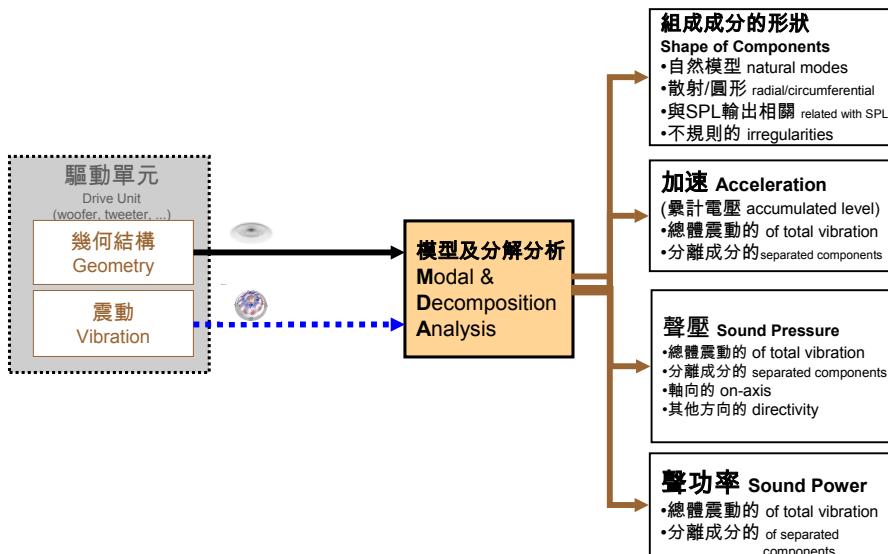 驅動單元
Drive Unit
(woofer, tweeter, ...)
幾何結構
Geometry
震動
Vibration
模型及分解分析
Modal &
Decomposition
Analysis
組成成分的形狀
Shape of Components
•自然模型 natural modes
•散射/圓形 radial/circumferential
•與SPL輸出相關 related with SPL
•不規則的 irregularities
加速 Acceleration
(纍計電壓 accumulated level)
•總體震動的 of total vibration
•分離成分的separated components
聲壓 Sound Pressure
•總體震動的 of total vibration
•分離成分的 separated components
•軸向的 on-axis
•其他方向的 directivity
聲功率 Sound Power
•總體震動的 of total vibration
•分離成分的 of separated
components